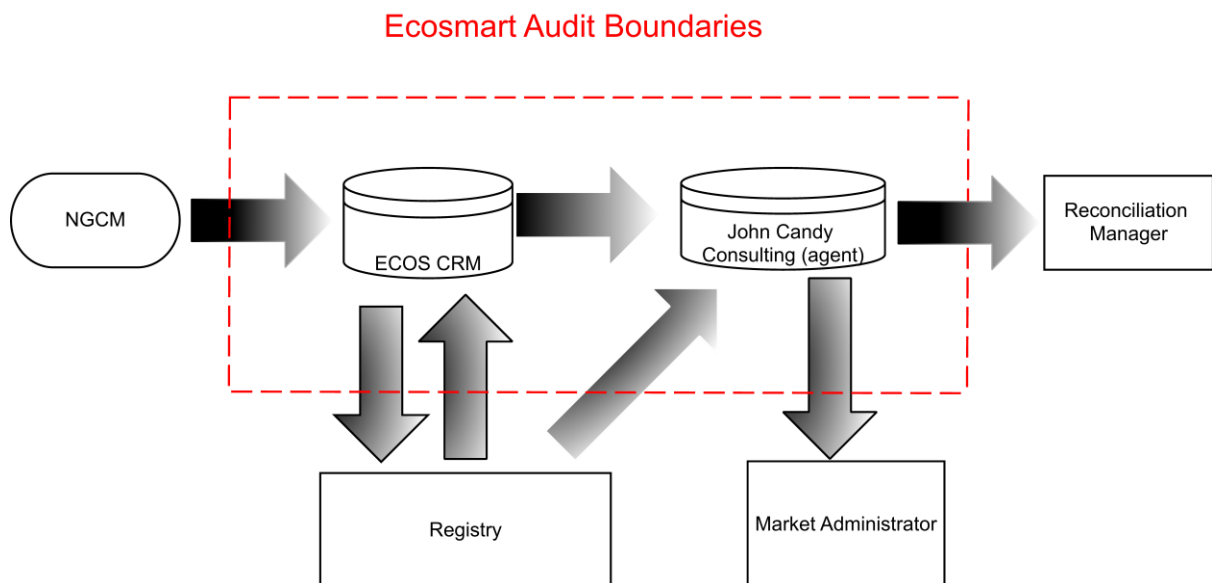 Ecosmart Audit Boundaries
NGCM
ECOS CRM
John Candy
Consulting (agent)
Reconciliation
Manager
Registry
Market Administrator